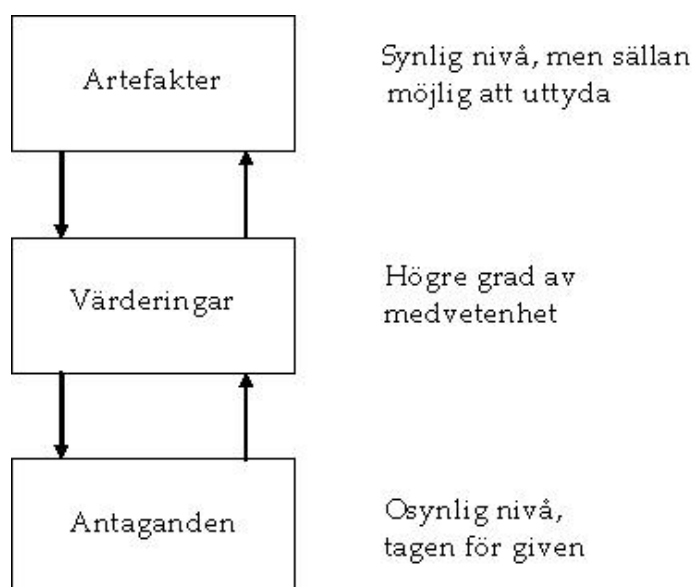 Artefakter
Synlig nivå, men sällan
möjlig att uttyda
Värderingar
Högre grad av
medvetenhet
Antaganden
Osynlig nivå,
tagen för given